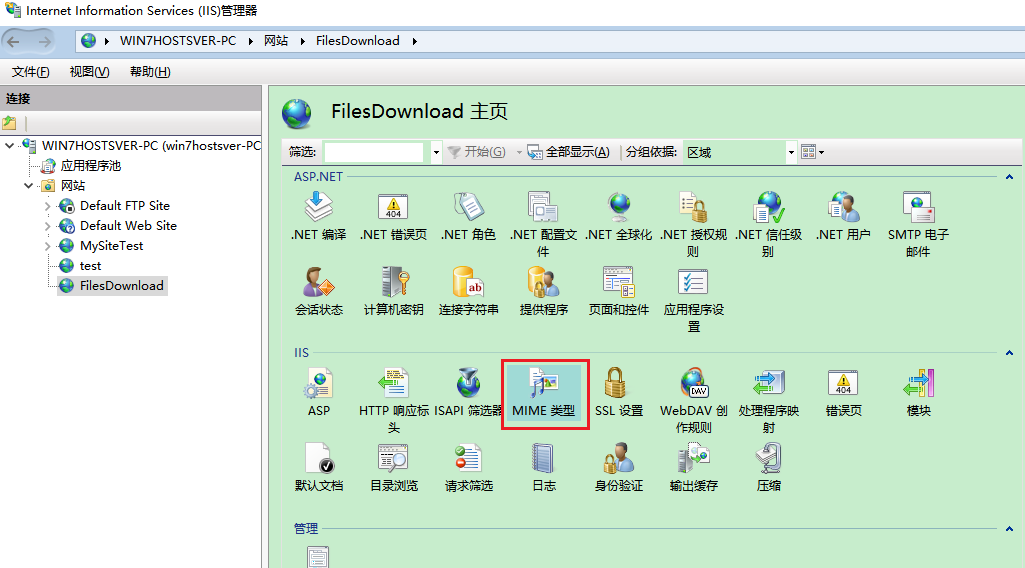 Internet Information Services (IIS)管理器
WIN7HOSTSVER-PC 网站 FilesDownload
文件(F) 视图(V) 帮助(H)
连接
WIN7HOSTSVER-PC (win7hostsver-PC
应用程序池
网站
Default FTP Site
Default Web Site
MySiteTest
test
FilesDownload
FilesDownload 主页
筛选: 开始(G) 全部显示(A) 分组依据: 区域
ASP.NET
.NET 编译 .NET 错误页 .NET 角色 .NET 配置文 .NET 全球化 .NET 授权规 .NET 信任级 .NET 用户 SMTP 电子
件 则 别 邮件
会话状态 计算机密钥 连接字符串 提供程序 页面和控件 应用程序设
置
IIS
ASP HTTP 响应标 ISAPI 筛选器 MIME 类型 SSL 设置 WebDAV 创 处理程序映 错误页 模块
头 作规则 射
默认文档 目录浏览 请求筛选 日志 身份验证 输出缓存 压缩
管理